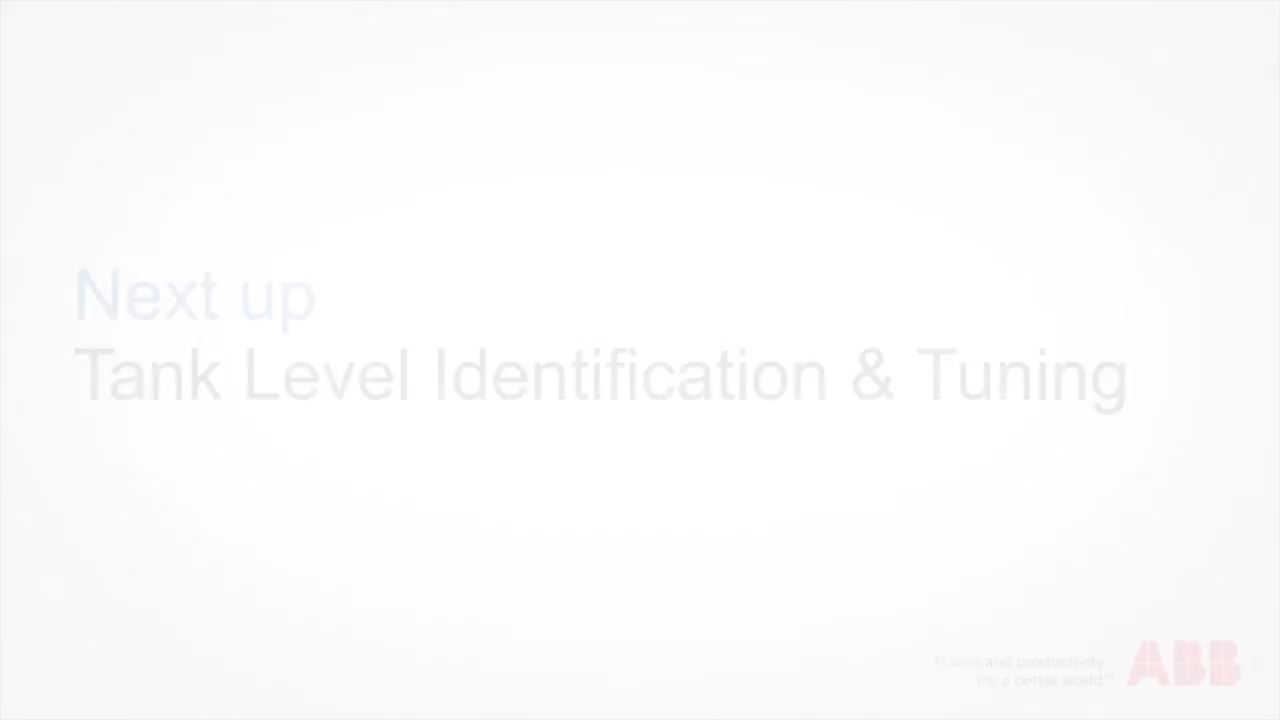 Next up
Tank Level Identification & Tuning
Power and productivity
for a better world™
ABB